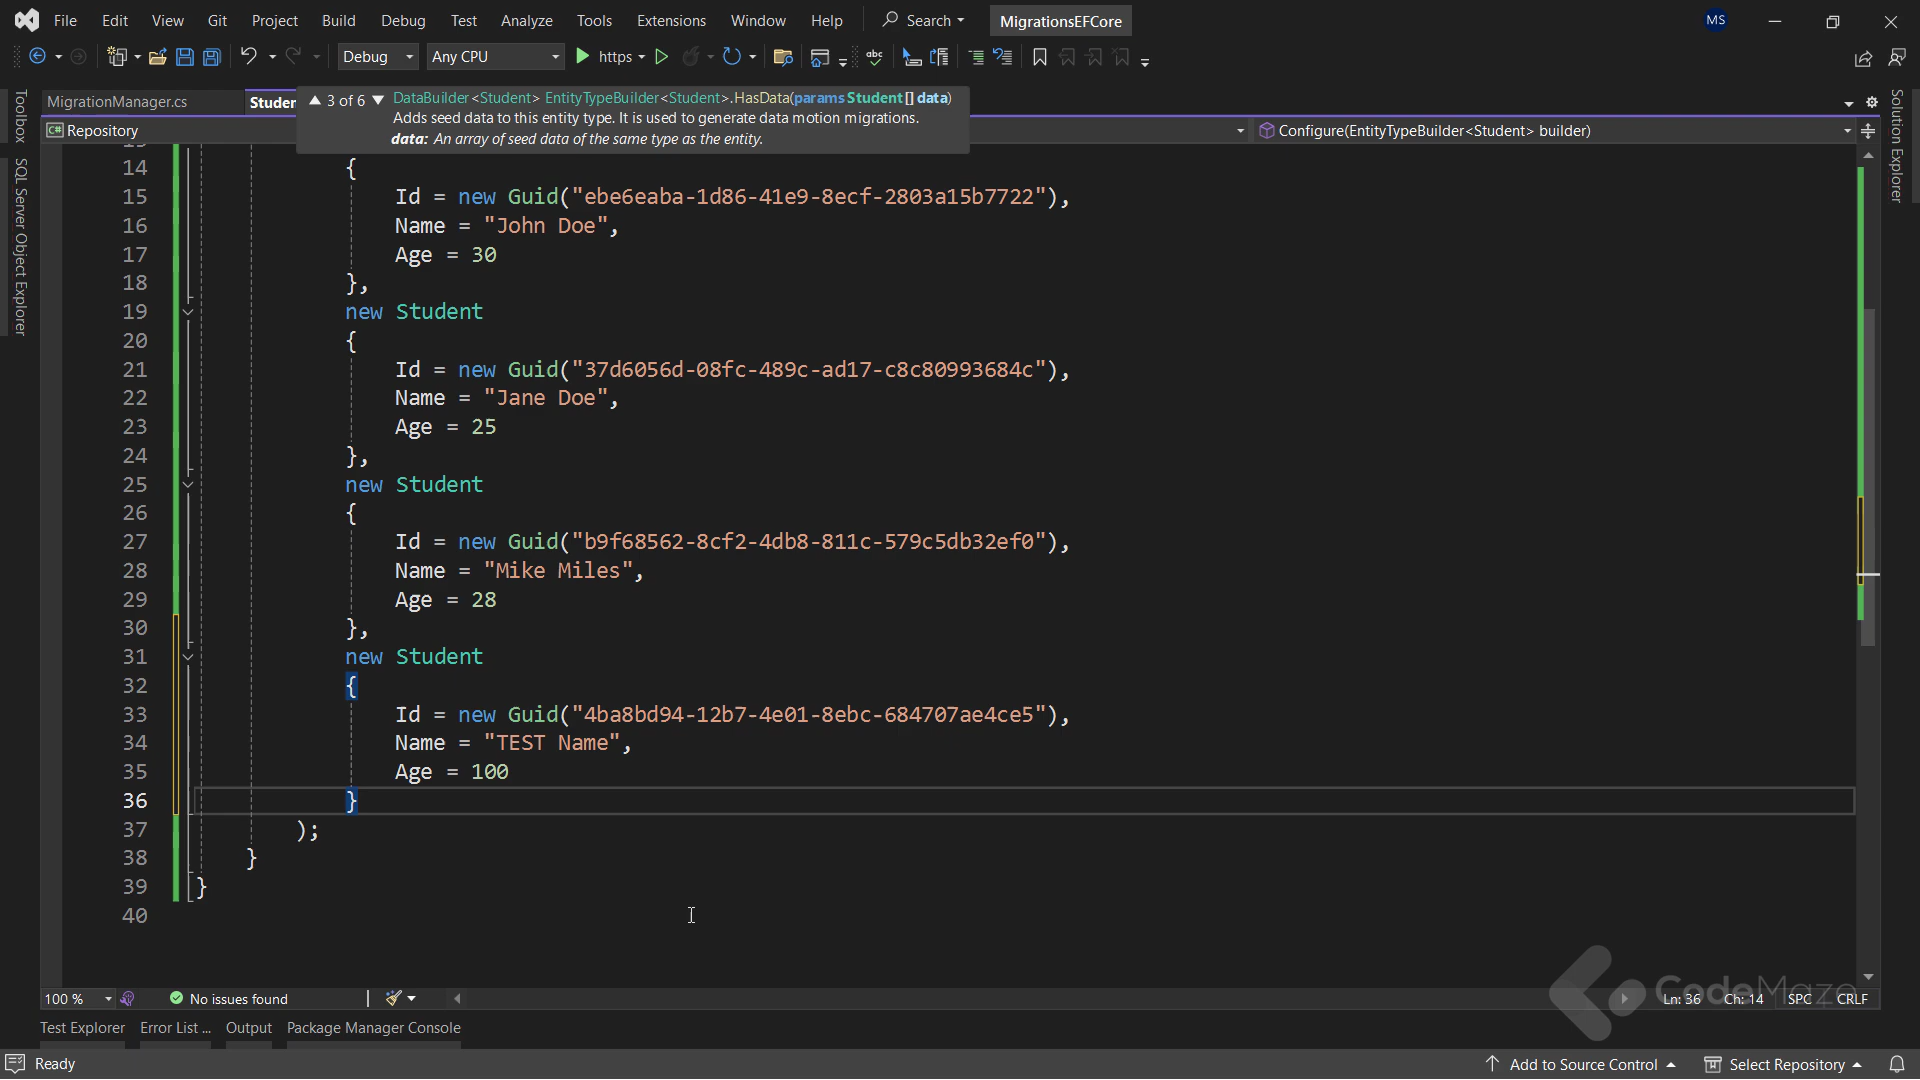 File Edit View Git Project Build Debug Test Analyze Tools Extensions Window Help Search MigrationsEFCore MS
Debug Any CPU https
MigrationManager.cs Studen
3 of 6 DataBuilder<Student> EntityTypeBuilder<Student>.HasData(params Student[] data)
Adds seed data to this entity type. It is used to generate data motion migrations.
data: An array of seed data of the same type as the entity.
Repository Configure(EntityTypeBuilder<Student> builder)
Toolbox
SQL Server Object Explorer
Solution Explorer
14 {
15 Id = new Guid("ebe6eaba-1d86-41e9-8ecf-2803a15b7722"),
16 Name = "John Doe",
17 Age = 30
18 },
19 new Student
20 {
21 Id = new Guid("37d6056d-08fc-489c-ad17-c8c80993684c"),
22 Name = "Jane Doe",
23 Age = 25
24 },
25 new Student
26 {
27 Id = new Guid("b9f68562-8cf2-4db8-811c-579c5db32ef0"),
28 Name = "Mike Miles",
29 Age = 28
30 },
31 new Student
32 {
33 Id = new Guid("4ba8bd94-12b7-4e01-8ebc-684707ae4ce5"),
34 Name = "TEST Name",
35 Age = 100
36 }
37 );
38 }
39 }
40
CodeMaze
100 % No issues found Ln: 36 Ch: 14 SPC CRLF
Test Explorer Error List ... Output Package Manager Console
Ready Add to Source Control Select Repository